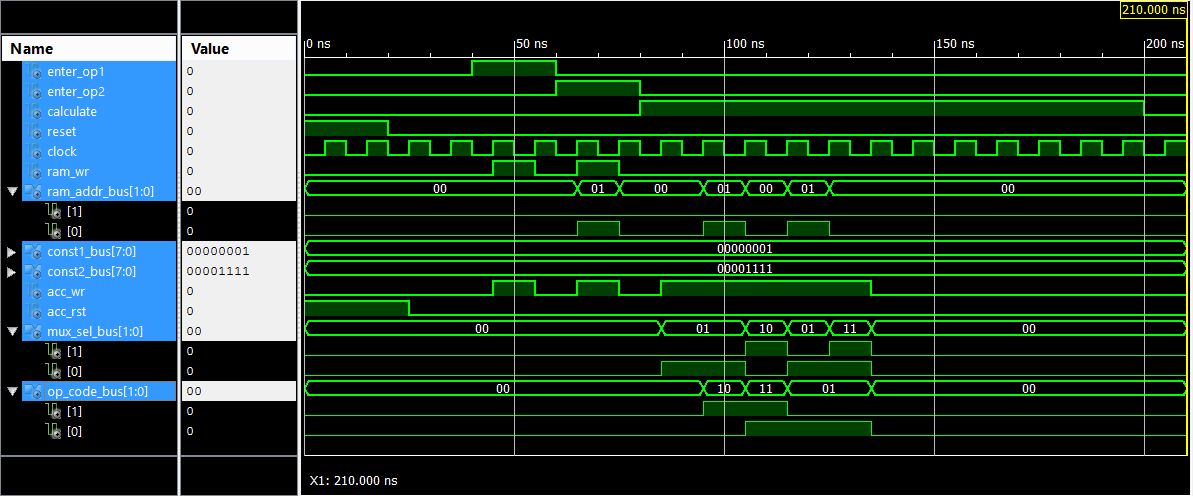 210.000 ns
Name Value 0 ns 50 ns 100 ns 150 ns 200 ns
enter_op1 0
enter_op2 0
calculate 0
reset 0
clock 0
ram_wr 0
ram_addr_bus[1:0] 00 00 01 00 01 00 01 00
[1] 0
[0] 0
const1_bus[7:0] 00000001 00000001
const2_bus[7:0] 00001111 00001111
acc_wr 0
acc_rst 0
mux_sel_bus[1:0] 00 00 01 10 01 11 00
[1] 0
[0] 0
op_code_bus[1:0] 00 00 10 11 01 00
[1] 0
[0] 0
X1: 210.000 ns